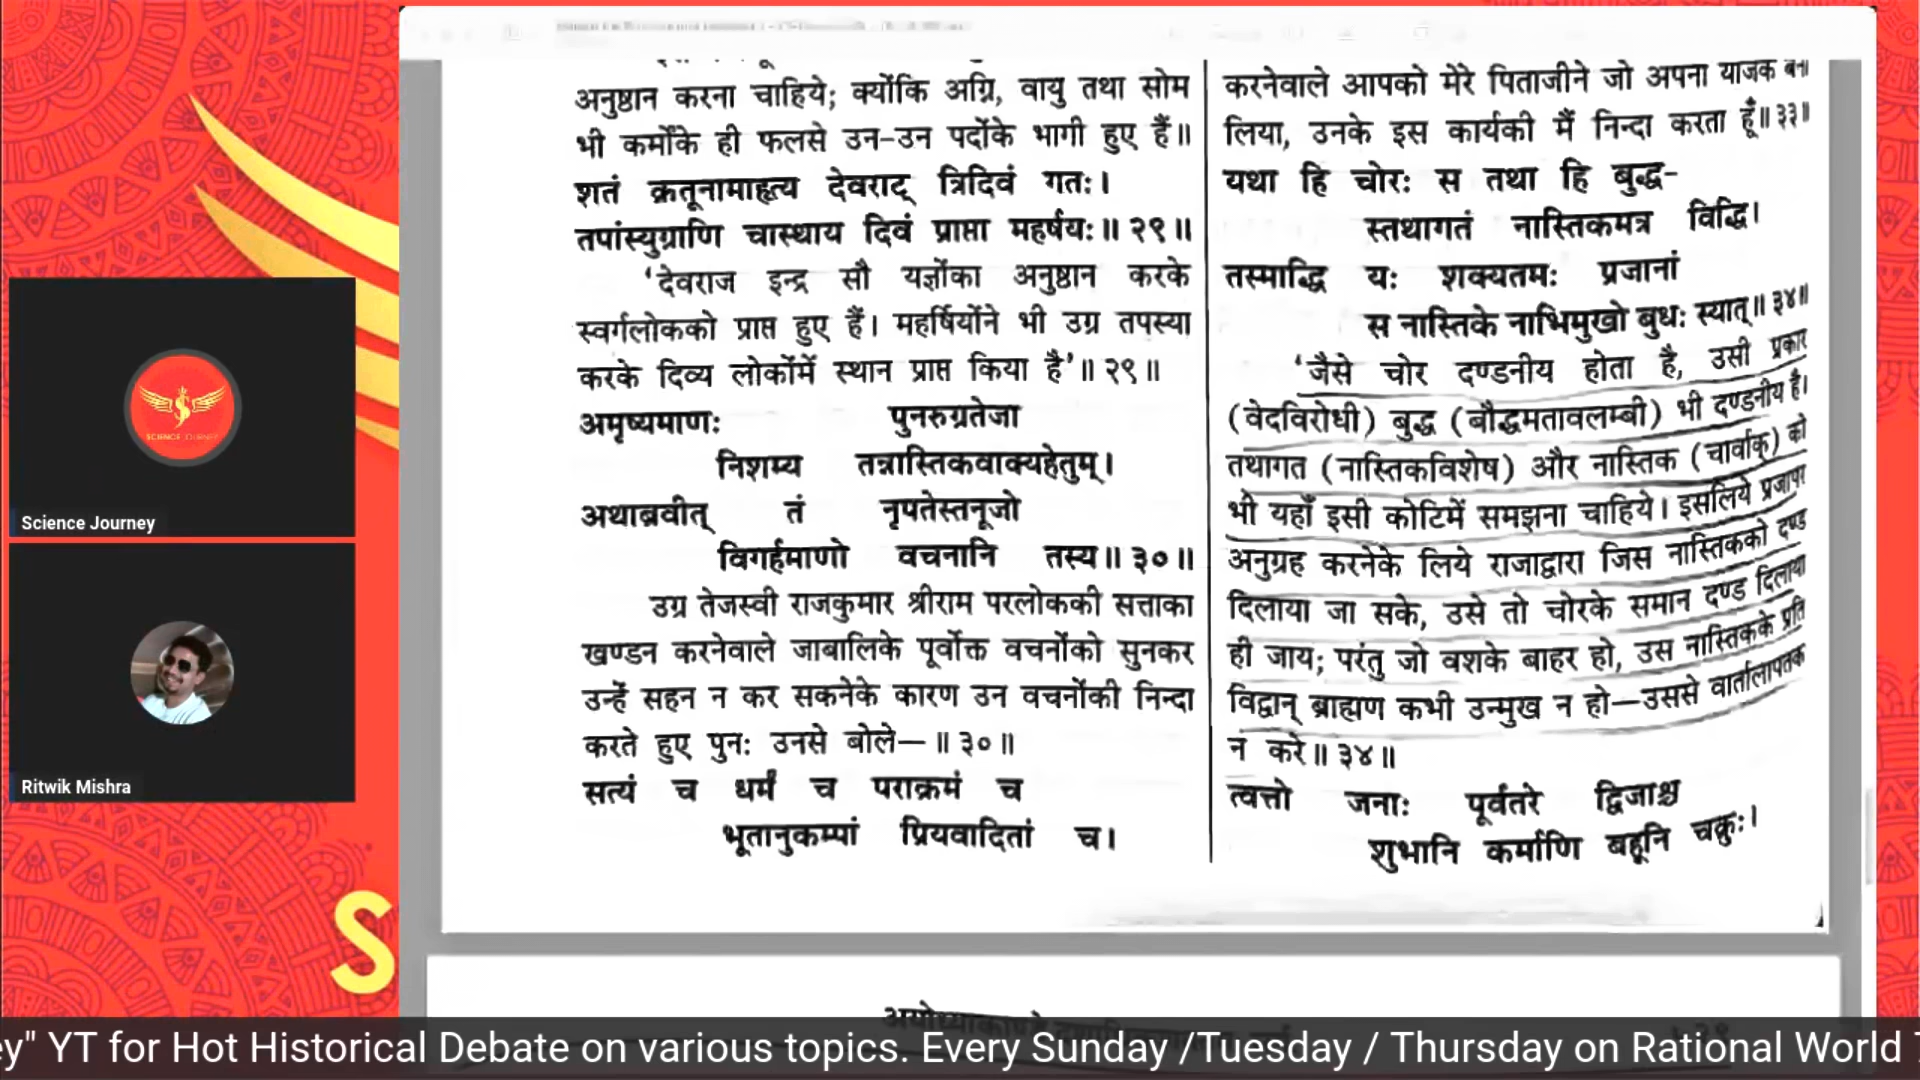 अनुष्ठान करना चाहिये; क्योंकि अग्नि, वायु तथा सोम
भी कर्मोंके ही फलसे उन-उन पदोंके भागी हुए हैं॥
शतं क्रतूनामाहृत्य देवराट् त्रिदिवं गतः।
तपांस्युग्राणि चास्थाय दिवं प्राप्ता महर्षयः॥ २९॥
'देवराज इन्द्र सौ यज्ञोंका अनुष्ठान करके
स्वर्गलोकको प्राप्त हुए हैं। महर्षियोंने भी उग्र तपस्या
करके दिव्य लोकोंमें स्थान प्राप्त किया है'॥ २९॥
अमृष्यमाणः पुनरुग्रतेजा
निशम्य तन्नास्तिकवाक्यहेतुम्।
अथाब्रवीत् तं नृपतेस्तनूजो
विगर्हमाणो वचनानि तस्य॥ ३०॥
उग्र तेजस्वी राजकुमार श्रीराम परलोककी सत्ताका
खण्डन करनेवाले जाबालिके पूर्वोक्त वचनोंको सुनकर
उन्हें सहन न कर सकनेके कारण उन वचनोंकी निन्दा
करते हुए पुनः उनसे बोले—॥ ३०॥
सत्यं च धर्मं च पराक्रमं च
भूतानुकम्पां प्रियवादितां च।
करनेवाले आपको मेरे पिताजीने जो अपना याजक बना
लिया, उनके इस कार्यकी मैं निन्दा करता हूँ॥ ३३॥
यथा हि चोरः स तथा हि बुद्ध-
स्तथागतं नास्तिकमत्र विद्धि।
तस्माद्धि यः शक्यतमः प्रजानां
स नास्तिके नाभिमुखो बुधः स्यात्॥ ३४॥
'जैसे चोर दण्डनीय होता है, उसी प्रकार
(वेदविरोधी) बुद्ध (बौद्धमतावलम्बी) भी दण्डनीय है।
तथागत (नास्तिकविशेष) और नास्तिक (चार्वाक) को
भी यहाँ इसी कोटिमें समझना चाहिये। इसलिये प्रजापर
अनुग्रह करनेके लिये राजाद्वारा जिस नास्तिकको दण्ड
दिलाया जा सके, उसे तो चोरके समान दण्ड दिलाया
ही जाय; परंतु जो वशके बाहर हो, उस नास्तिकके प्रति
विद्वान् ब्राह्मण कभी उन्मुख न हो—उससे वार्तालापतक
न करे॥ ३४॥
त्वत्तो जनाः पूर्वतरे द्विजाश्च
शुभानि कर्माणि बहूनि चक्रुः।
SCIENCE JOURNEY
Science Journey
Ritwik Mishra
S
ey" YT for Hot Historical Debate on various topics. Every Sunday /Tuesday / Thursday on Rational World